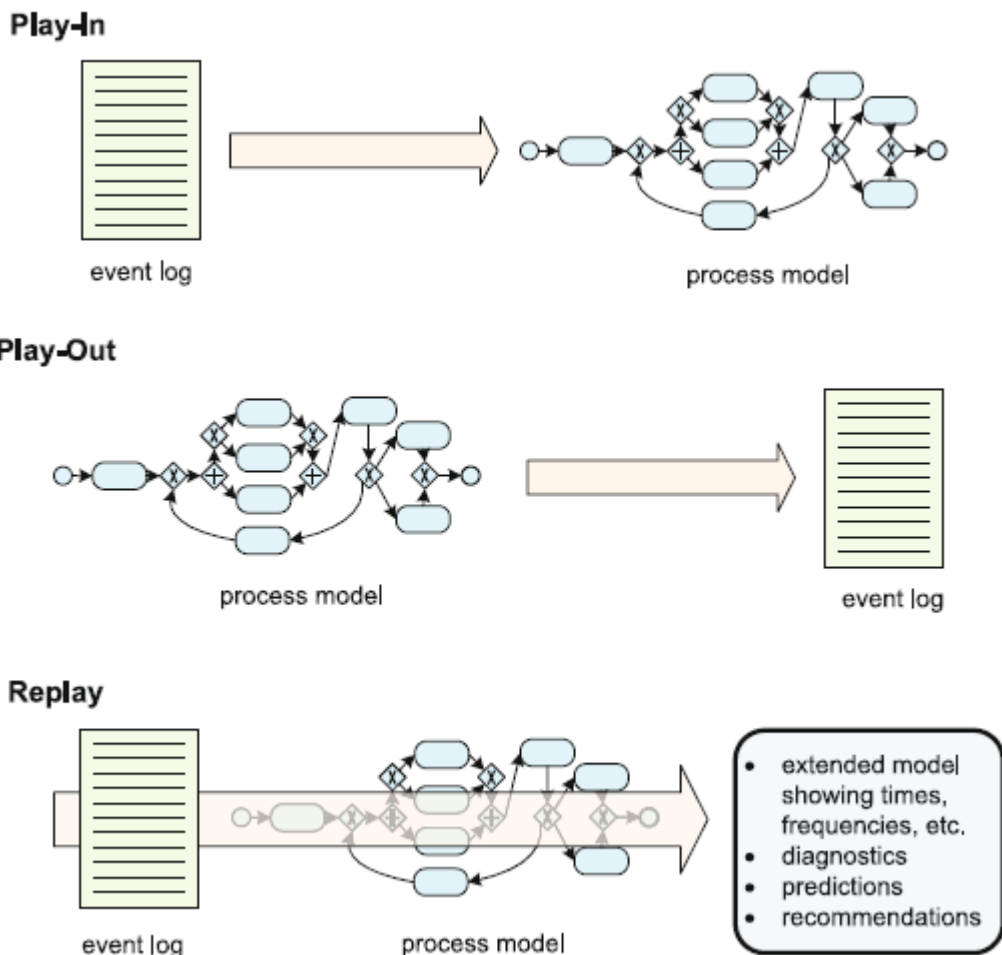 Play-In
event log
process model
Play-Out
process model
event log
Replay
• extended model
showing times,
frequencies, etc.
• diagnostics
• predictions
• recommendations
event log
process model